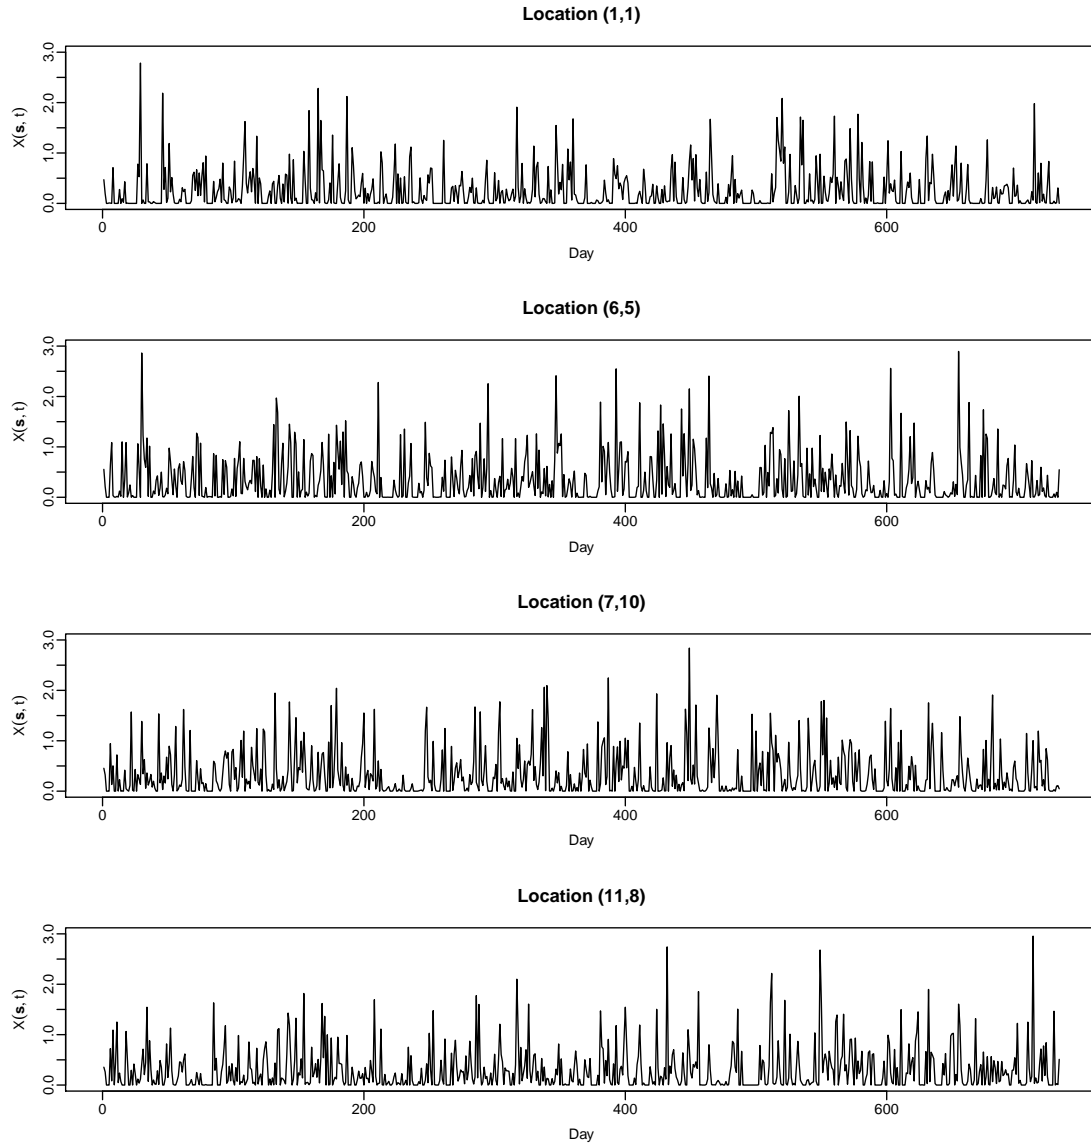 Location (1,1)
X(s, t)
0.0 1.0 2.0 3.0
0 200 400 600
Day
Location (6,5)
X(s, t)
0.0 1.0 2.0 3.0
0 200 400 600
Day
Location (7,10)
X(s, t)
0.0 1.0 2.0 3.0
0 200 400 600
Day
Location (11,8)
X(s, t)
0.0 1.0 2.0 3.0
0 200 400 600
Day